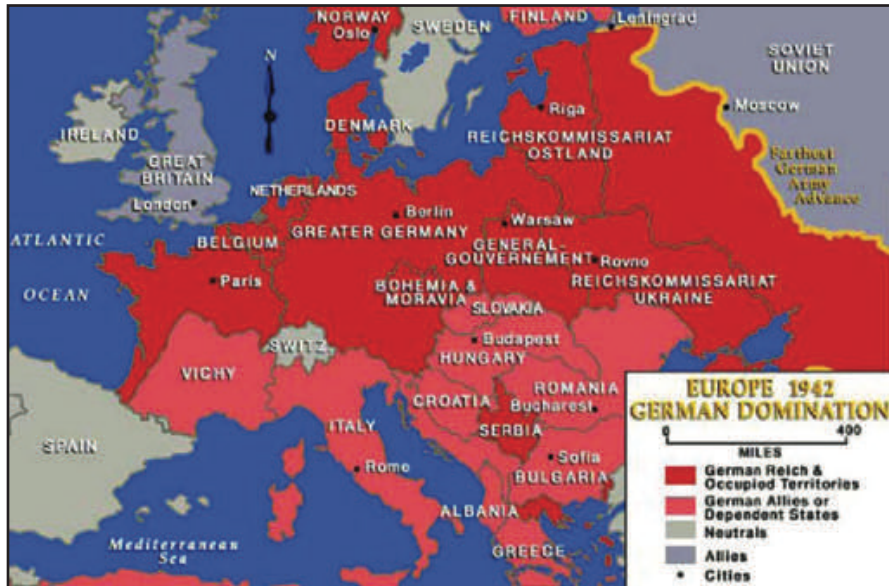 NORWAY
Oslo
SWEDEN
FINLAND
Leningrad
SOVIET
UNION
N
Moscow
Riga
IRELAND
DENMARK
REICHSKOMMISSARIAT
OSTLAND
GREAT
BRITAIN
Farthest
German
Army
Advance
NETHERLANDS
London
Berlin
Warsaw
ATLANTIC
OCEAN
BELGIUM
GREATER GERMANY
GENERAL-
GOUVERNEMENT
Rovno
Paris
BOHEMIA &
MORAVIA
REICHSKOMMISSARIAT
UKRAINE
SLOVAKIA
SWITZ
Budapest
HUNGARY
VICHY
ROMANIA
Bucharest
CROATIA
SERBIA
SPAIN
ITALY
Rome
Sofia
BULGARIA
ALBANIA
GREECE
Mediterranean
Sea
EUROPE 1942
GERMAN DOMINATION
0 400
MILES
German Reich &
Occupied Territories
German Allies or
Dependent States
Neutrals
Allies
Cities